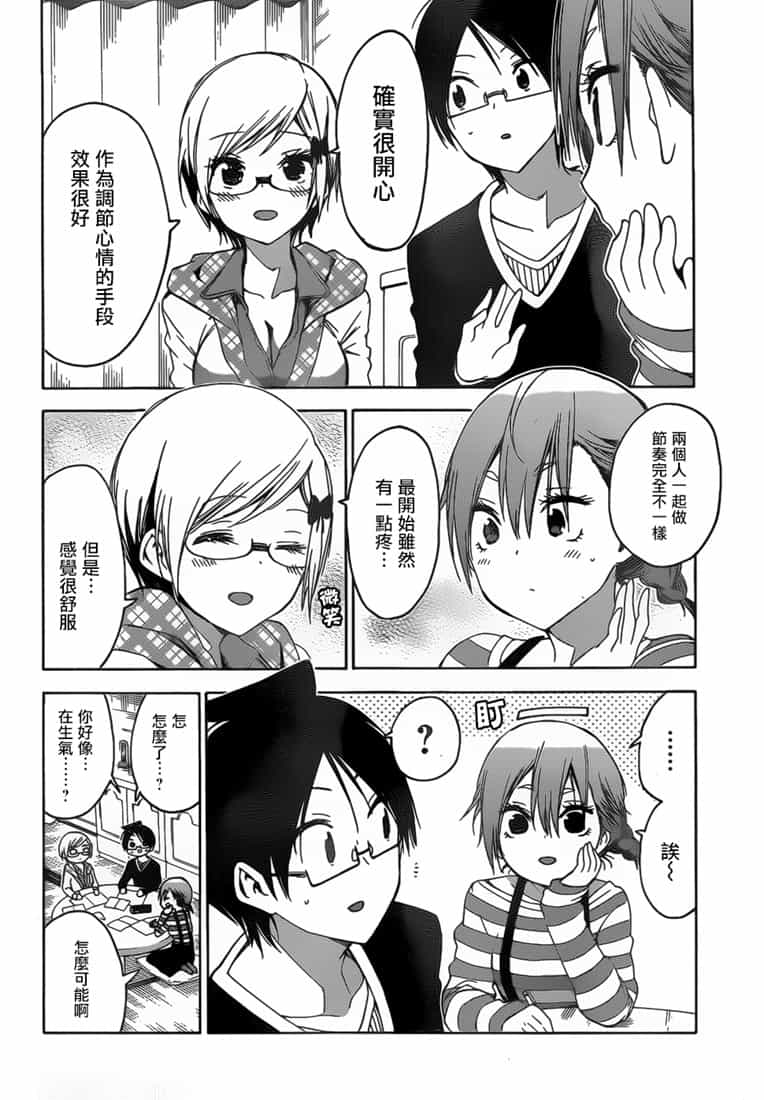 確實很開心
作為調節心情的手段
效果很好
兩個人一起做
節奏完全不一樣
最開始雖然
有一點疼…
但是…
感覺很舒服
微笑
……
誒～
盯——
？
怎
怎麼了…?
你好像…
在生氣……?
怎麼可能啊